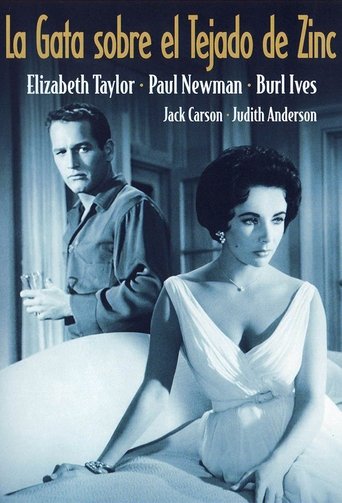 La Gata sobre el Tejado de Zinc
Elizabeth Taylor · Paul Newman · Burl Ives
Jack Carson · Judith Anderson